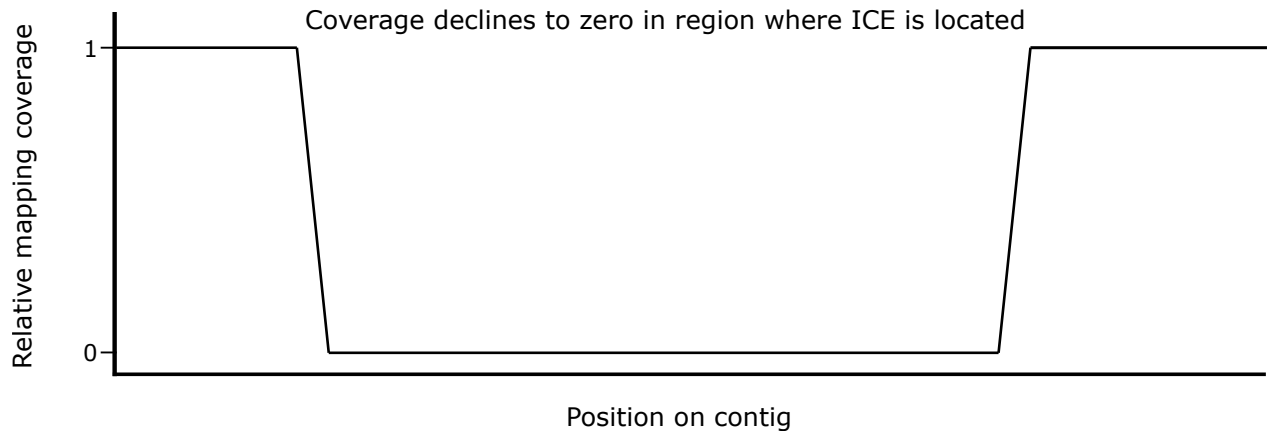 Coverage declines to zero in region where ICE is located
Relative mapping coverage
1
0
Position on contig